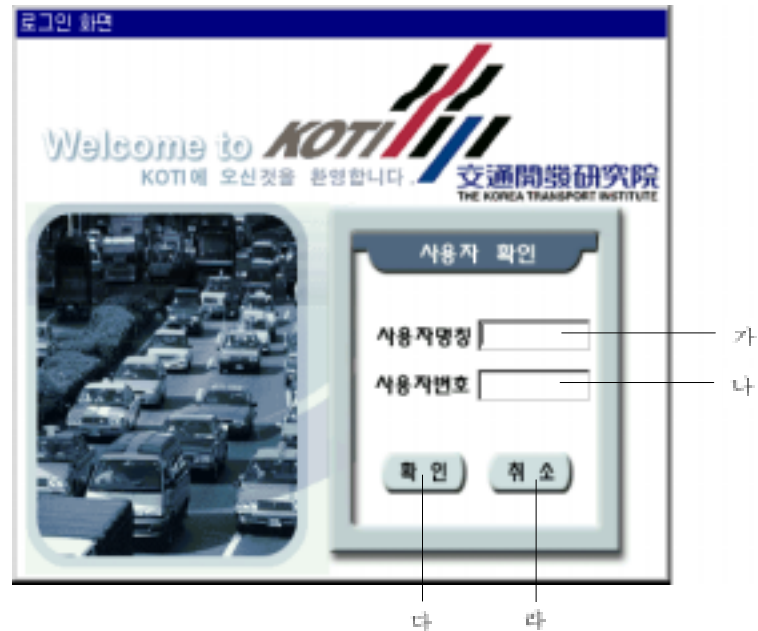 로그인 화면
Welcome to KOTI
KOTI에 오신것을 환영합니다.
交通開發硏究院
THE KOREA TRANSPORT INSTITUTE
사용자 확인
사용자명칭
가
사용자번호
나
확인
취소
다
라